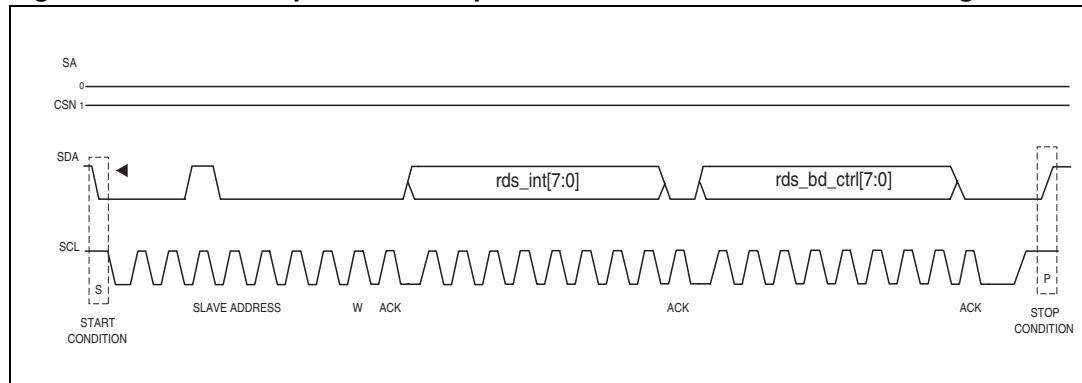 SA
0
CSN 1
SDA
rds_int[7:0]
rds_bd_ctrl[7:0]
SCL
S
P
SLAVE ADDRESS
W
ACK
ACK
ACK
START
CONDITION
STOP
CONDITION